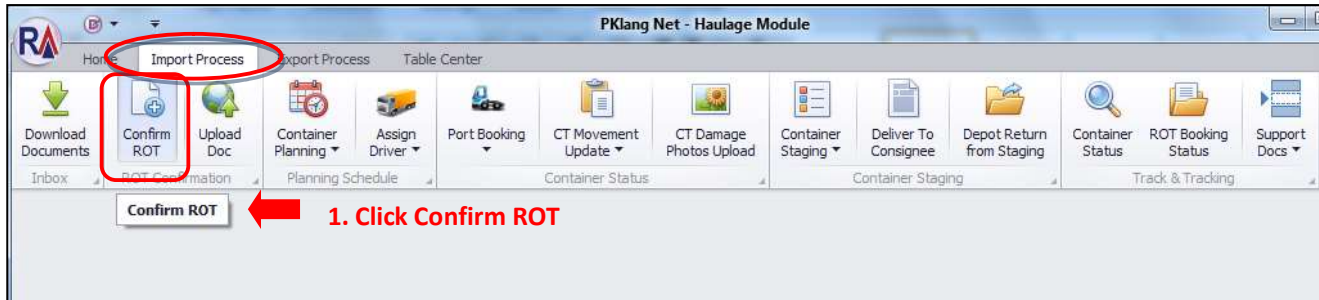 PKlang Net - Haulage Module
RA
Home Import Process Export Process Table Center
Download Documents
Confirm ROT
Upload Doc
Container Planning
Assign Driver
Port Booking
CT Movement Update
CT Damage Photos Upload
Container Staging
Deliver To Consignee
Depot Return from Staging
Container Status
ROT Booking Status
Support Docs
Inbox ROT Confirmation Planning Schedule Container Status Container Staging Track & Tracking
Confirm ROT
1. Click Confirm ROT